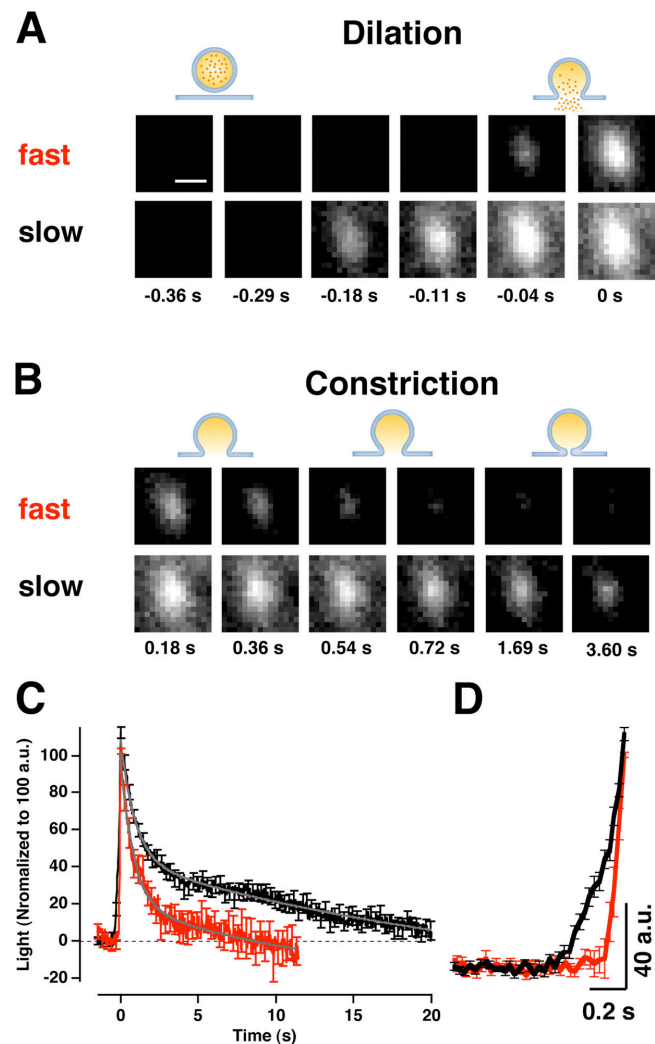 A
Dilation
fast
slow
-0.36 s
-0.29 s
-0.18 s
-0.11 s
-0.04 s
0 s
B
Constriction
fast
slow
0.18 s
0.36 s
0.54 s
0.72 s
1.69 s
3.60 s
C
D
Light (Nromalized to 100 a.u.)
100
80
60
40
20
0
-20
0
5
10
15
20
Time (s)
40 a.u.
0.2 s